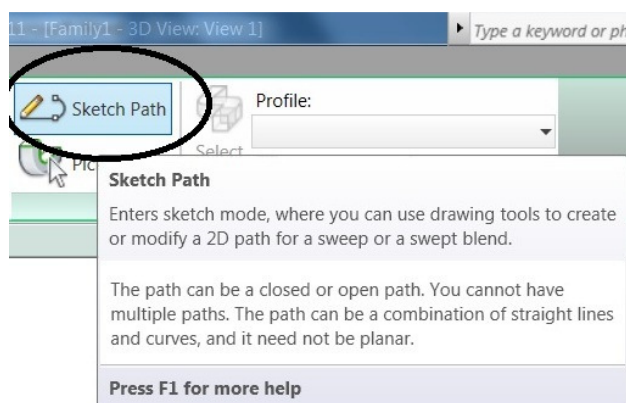 11 - [Family1 - 3D View: View 1]
Type a keyword or ph
Sketch Path
Profile:
Select
Pic
Sketch Path
Enters sketch mode, where you can use drawing tools to create
or modify a 2D path for a sweep or a swept blend.
The path can be a closed or open path. You cannot have
multiple paths. The path can be a combination of straight lines
and curves, and it need not be planar.
Press F1 for more help